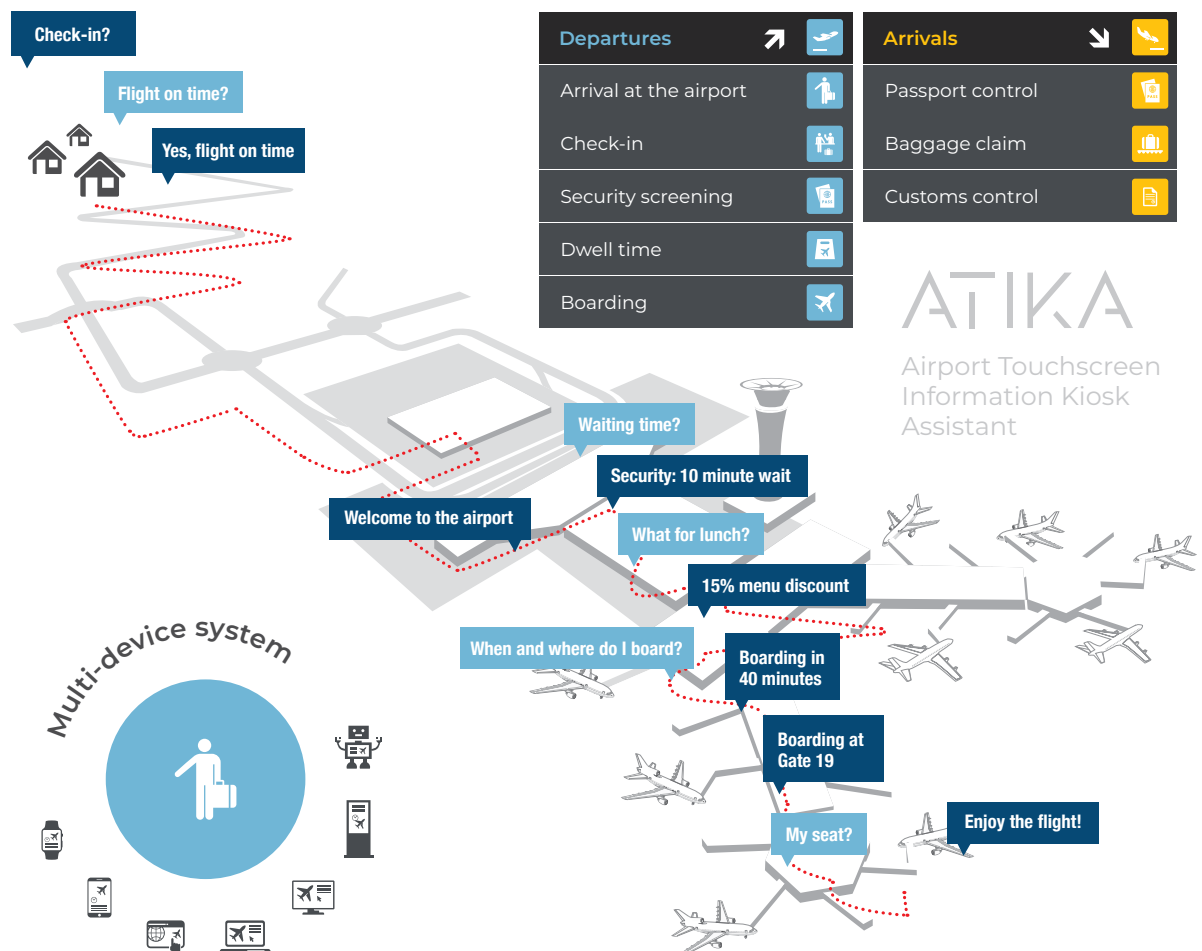 Check-in?
Flight on time?
Yes, flight on time
Departures
Arrival at the airport
Check-in
Security screening
Dwell time
Boarding
Arrivals
Passport control
Baggage claim
Customs control
ATIKA
Airport Touchscreen
Information Kiosk
Assistant
Waiting time?
Security: 10 minute wait
Welcome to the airport
What for lunch?
15% menu discount
When and where do I board?
Boarding in
40 minutes
Boarding at
Gate 19
My seat?
Enjoy the flight!
Multi-device system